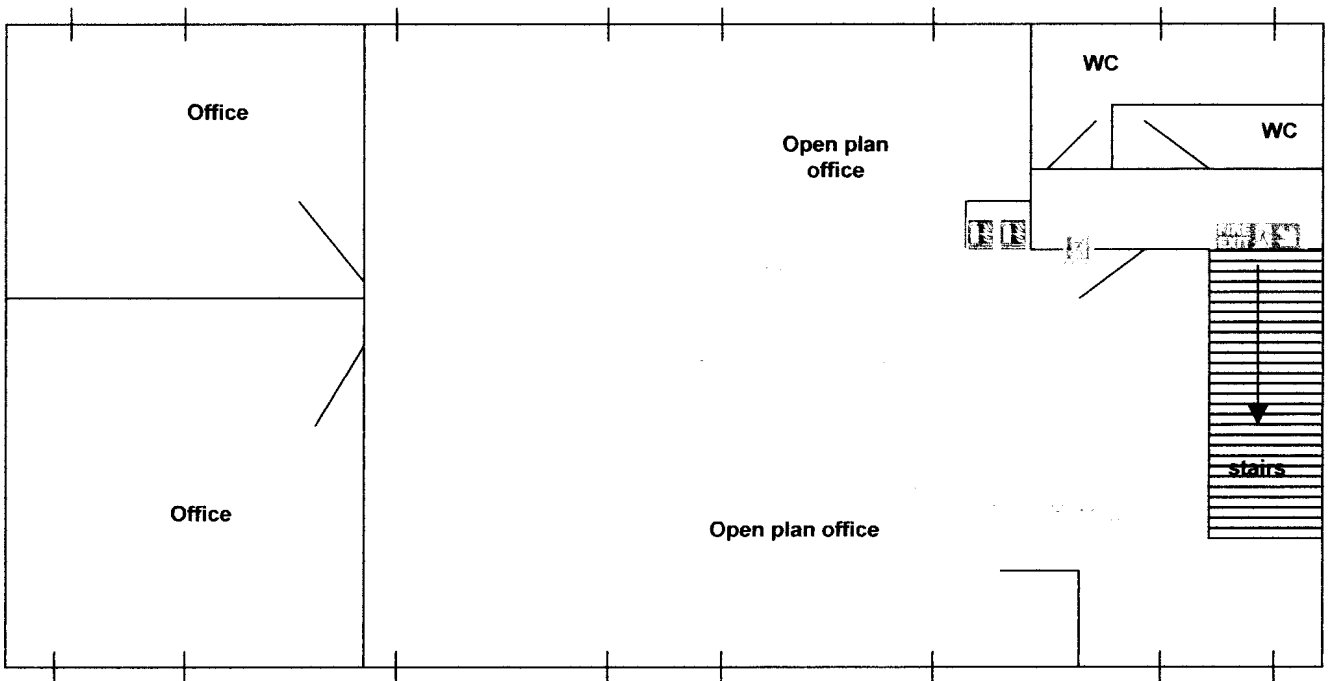 WC
Office
WC
Open plan
office
stairs
Office
Open plan office